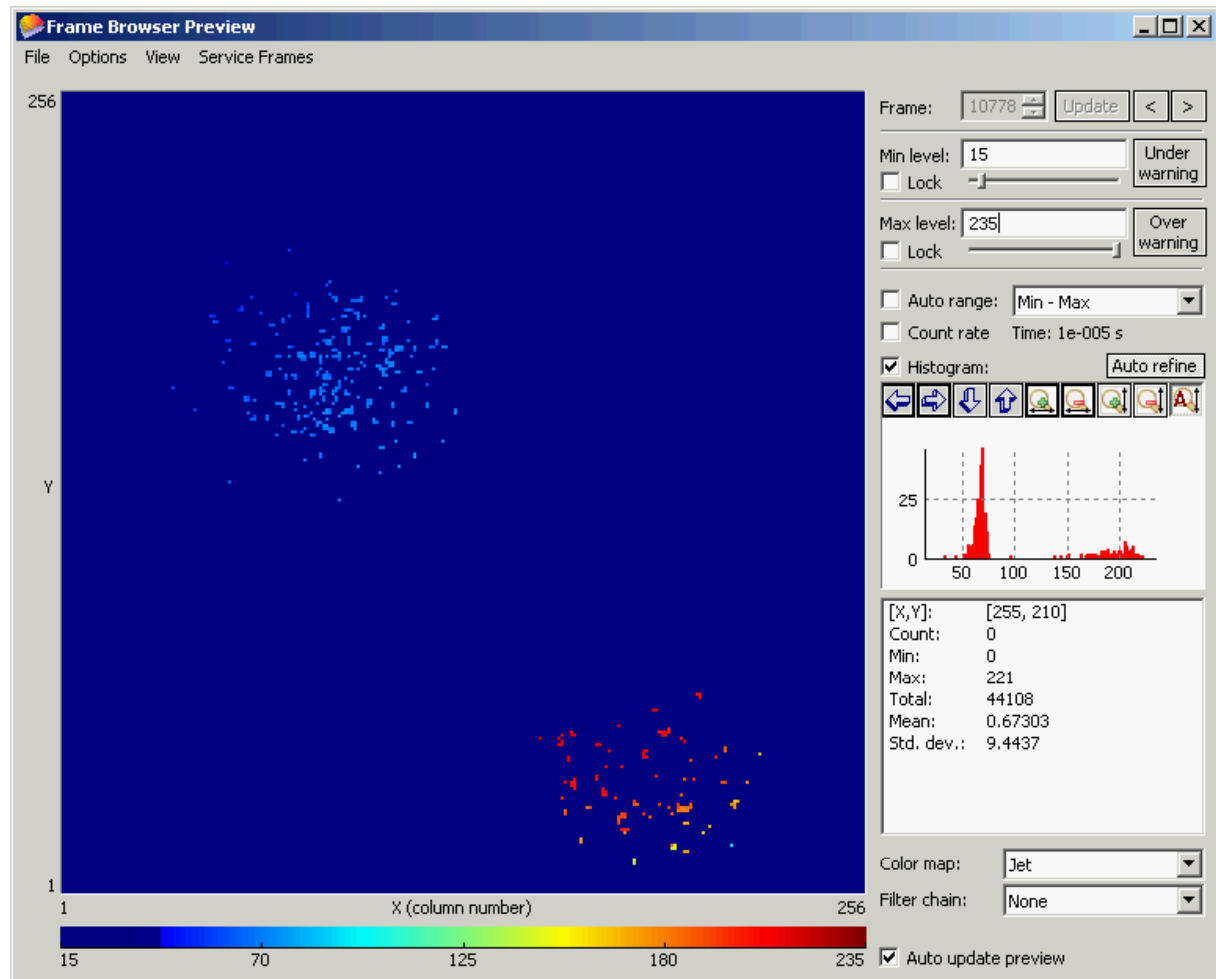 Frame Browser Preview
File Options View Service Frames
256
Y
1
1 X (column number) 256
15 70 125 180 235
Frame: 10778 Update < >
Min level: 15 Under warning
Lock
Max level: 235 Over warning
Lock
Auto range: Min - Max
Count rate Time: 1e-005 s
Histogram: Auto refine
A
25
0
50 100 150 200
[X,Y]: [255, 210]
Count: 0
Min: 0
Max: 221
Total: 44108
Mean: 0.67303
Std. dev.: 9.4437
Color map: Jet
Filter chain: None
Auto update preview